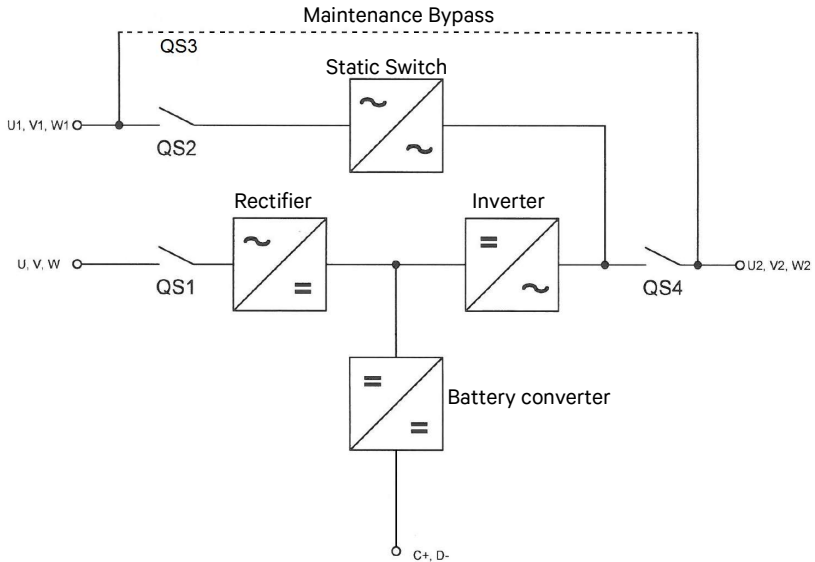 Maintenance Bypass
QS3
Static Switch
U1, V1, W1
QS2
Rectifier
Inverter
U, V, W
QS1
QS4
U2, V2, W2
Battery converter
C+, D-